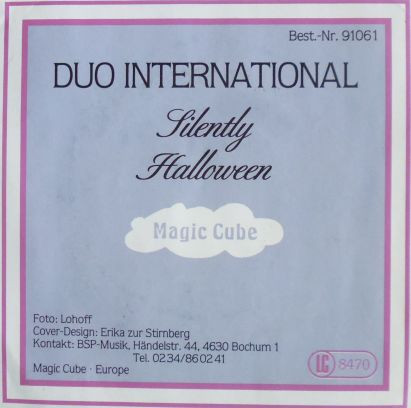 Best.-Nr. 91061
DUO INTERNATIONAL
Silently
Halloween
Magic Cube
Foto: Lohoff
Cover-Design: Erika zur Stirnberg
Kontakt: BSP-Musik, Händelstr. 44, 4630 Bochum 1
Tel. 0234/860241
Magic Cube · Europe
LC 8470